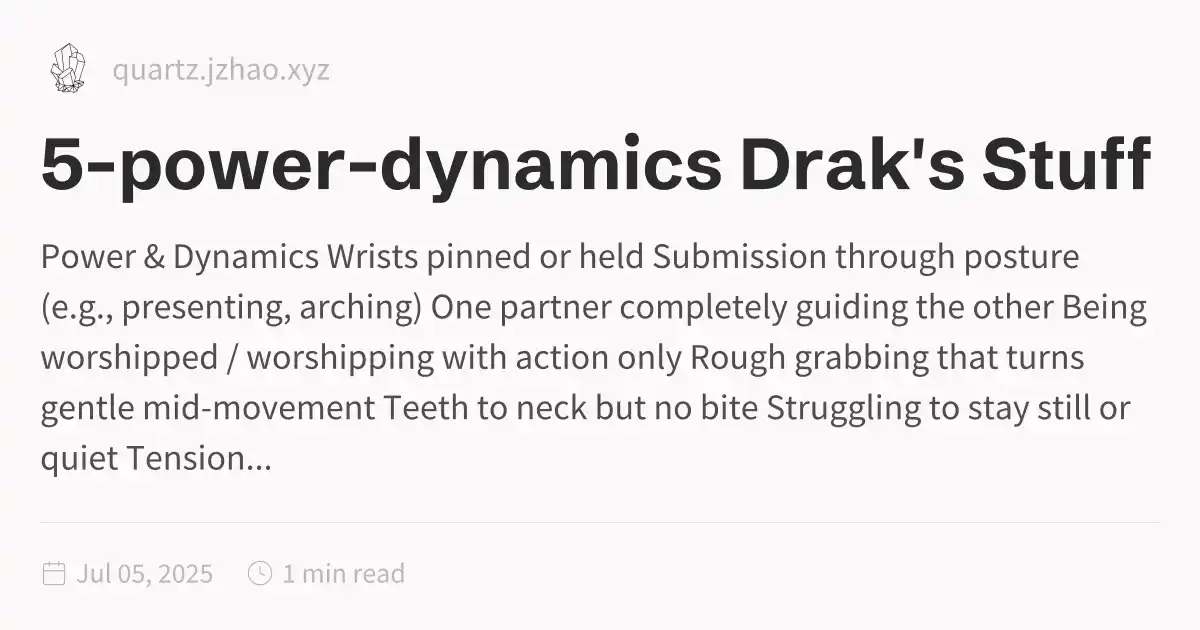 quartz.jzhao.xyz
5-power-dynamics Drak's Stuff
Power & Dynamics Wrists pinned or held Submission through posture
(e.g., presenting, arching) One partner completely guiding the other Being
worshipped / worshipping with action only Rough grabbing that turns
gentle mid-movement Teeth to neck but no bite Struggling to stay still or
quiet Tension...
Jul 05, 2025 1 min read